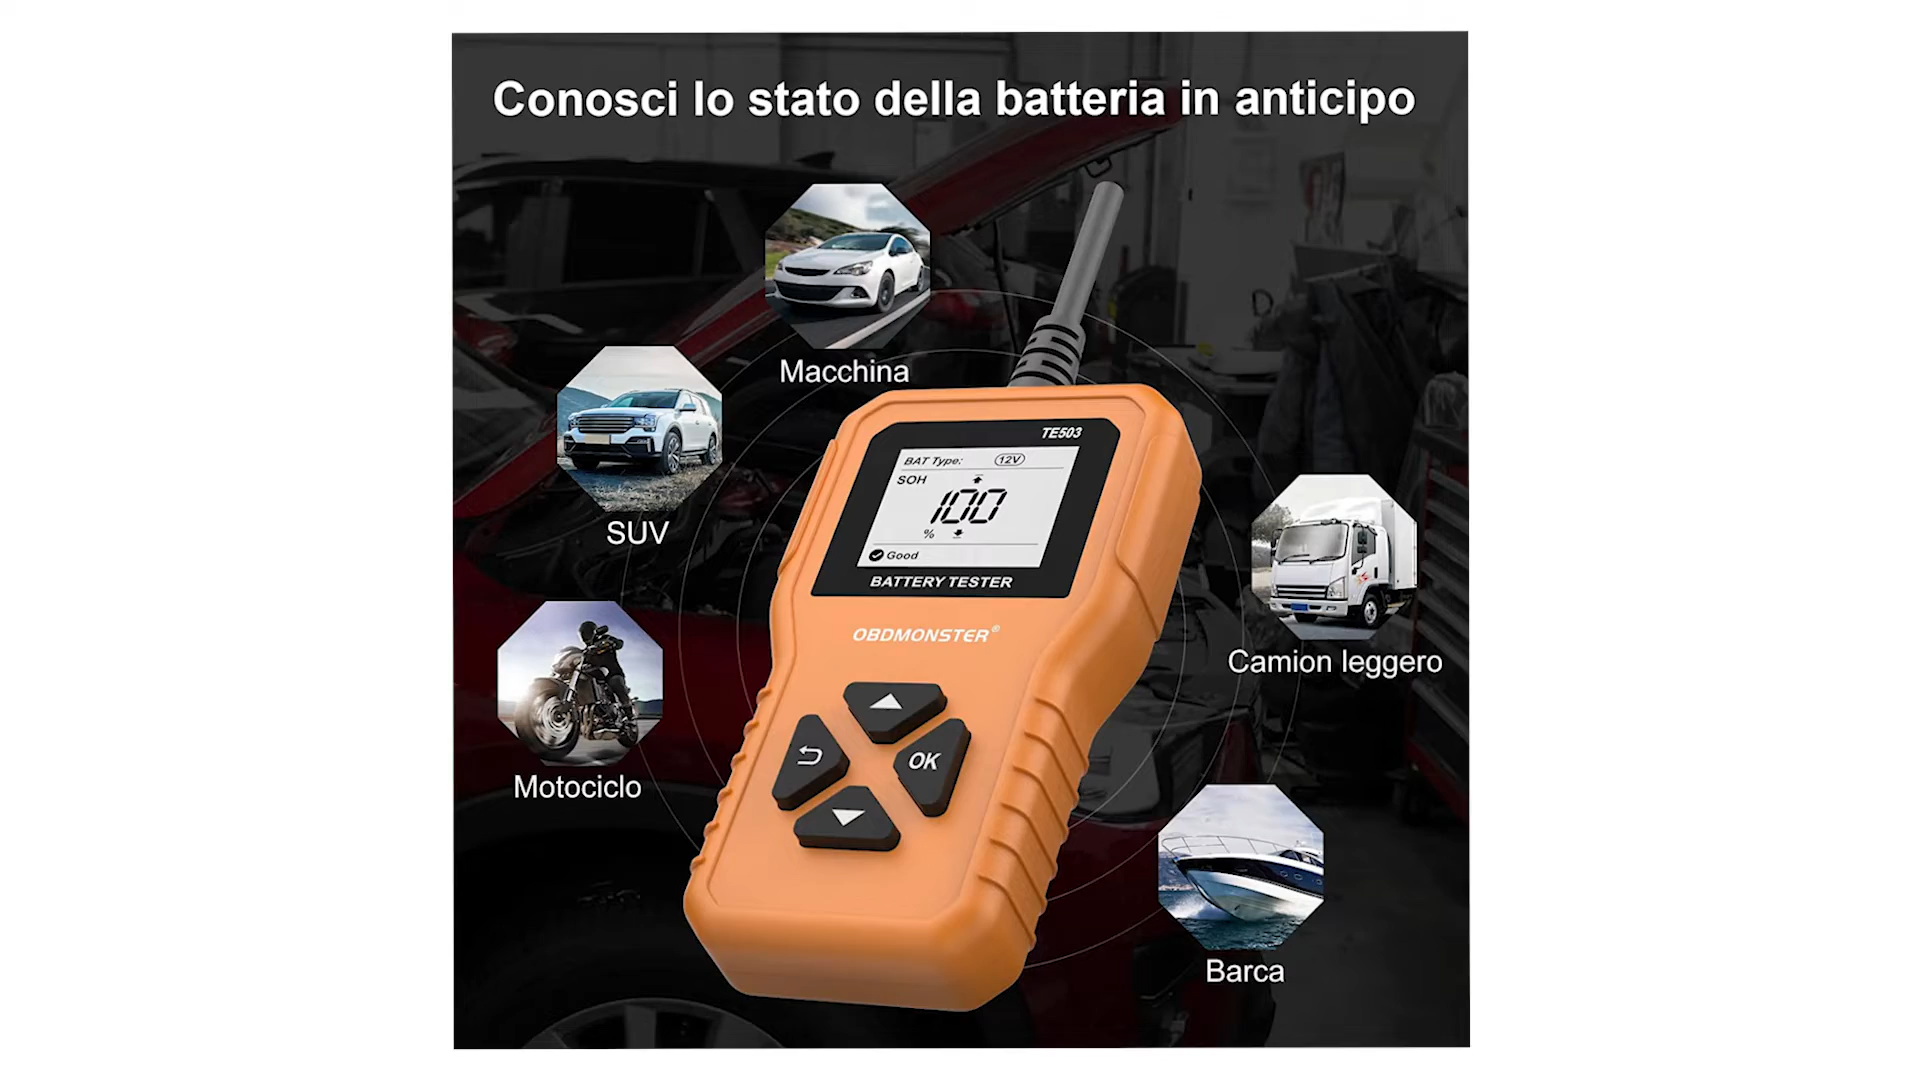 Conosci lo stato della batteria in anticipo
Macchina
SUV
Motociclo
TE503
BAT Type: 12V
SOH
100
%
Good
BATTERY TESTER
OBDMONSTER®
OK
Camion leggero
Barca